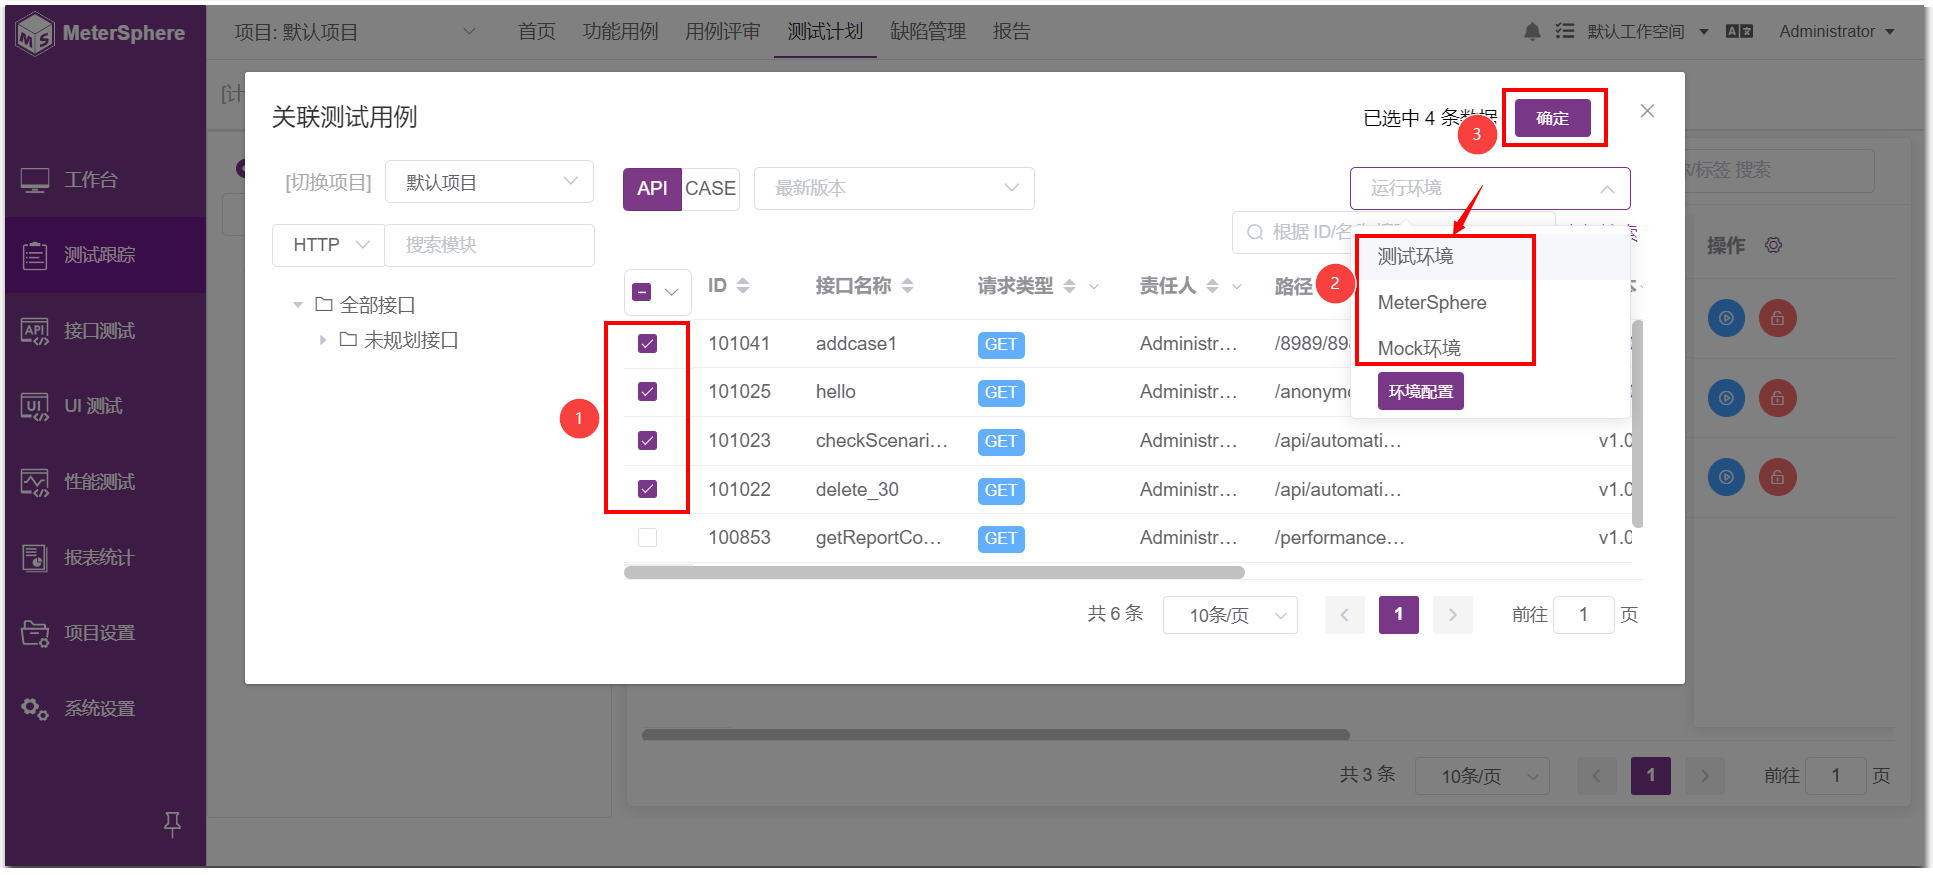 MeterSphere
项目: 默认项目
首页
功能用例
用例评审
测试计划
缺陷管理
报告
默认工作空间
Administrator
工作台
测试跟踪
接口测试
UI 测试
性能测试
报表统计
项目设置
系统设置
[计
关联测试用例
已选中 4 条数据
3
确定
[切换项目]
默认项目
API
CASE
最新版本
运行环境
/标签 搜索
HTTP
搜索模块
根据 ID/名
操作
全部接口
未规划接口
测试环境
MeterSphere
Mock环境
环境配置
2
1
ID
接口名称
请求类型
责任人
路径
101041
addcase1
GET
Administr...
/8989/898
101025
hello
GET
Administr...
/anonymo
101023
checkScenari...
GET
Administr...
/api/automati...
v1.0
101022
delete_30
GET
Administr...
/api/automati...
v1.0
100853
getReportCo...
GET
Administr...
/performance...
v1.0
共 6 条
10条/页
1
前往
1
页
共 3 条
10条/页
1
前往
1
页